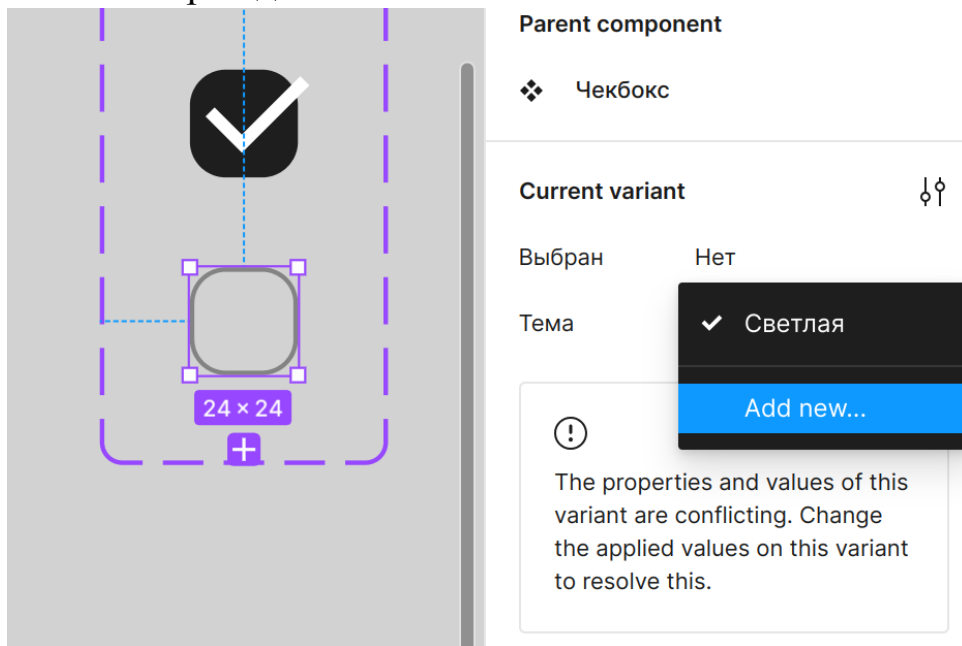 Parent component
Чекбокс
Current variant
Выбран Нет
Тема
Светлая
Add new...
24 × 24
The properties and values of this
variant are conflicting. Change
the applied values on this variant
to resolve this.